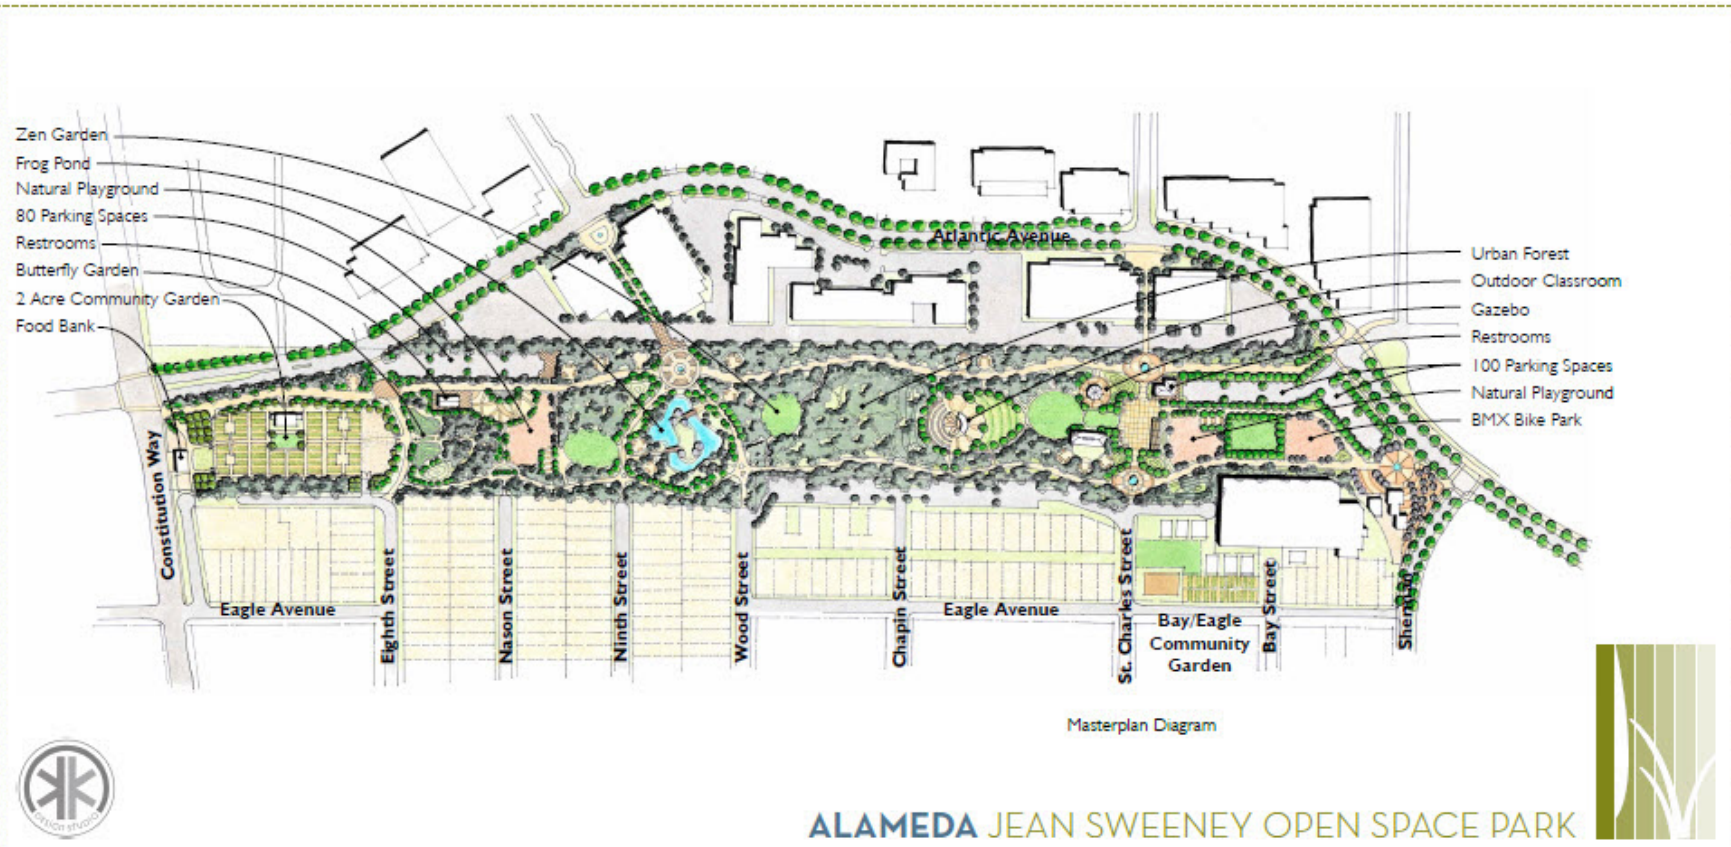 Zen Garden
Frog Pond
Natural Playground
80 Parking Spaces
Restrooms
Butterfly Garden
2 Acre Community Garden
Food Bank
Atlantic Avenue
Urban Forest
Outdoor Classroom
Gazebo
Restrooms
100 Parking Spaces
Natural Playground
BMX Bike Park
Constitution Way
Eagle Avenue
Eighth Street
Nason Street
Ninth Street
Wood Street
Chapin Street
Eagle Avenue
St. Charles Street
Bay/Eagle
Community
Garden
Bay Street
Sherman
Masterplan Diagram
DESIGN STUDIO
ALAMEDA JEAN SWEENEY OPEN SPACE PARK